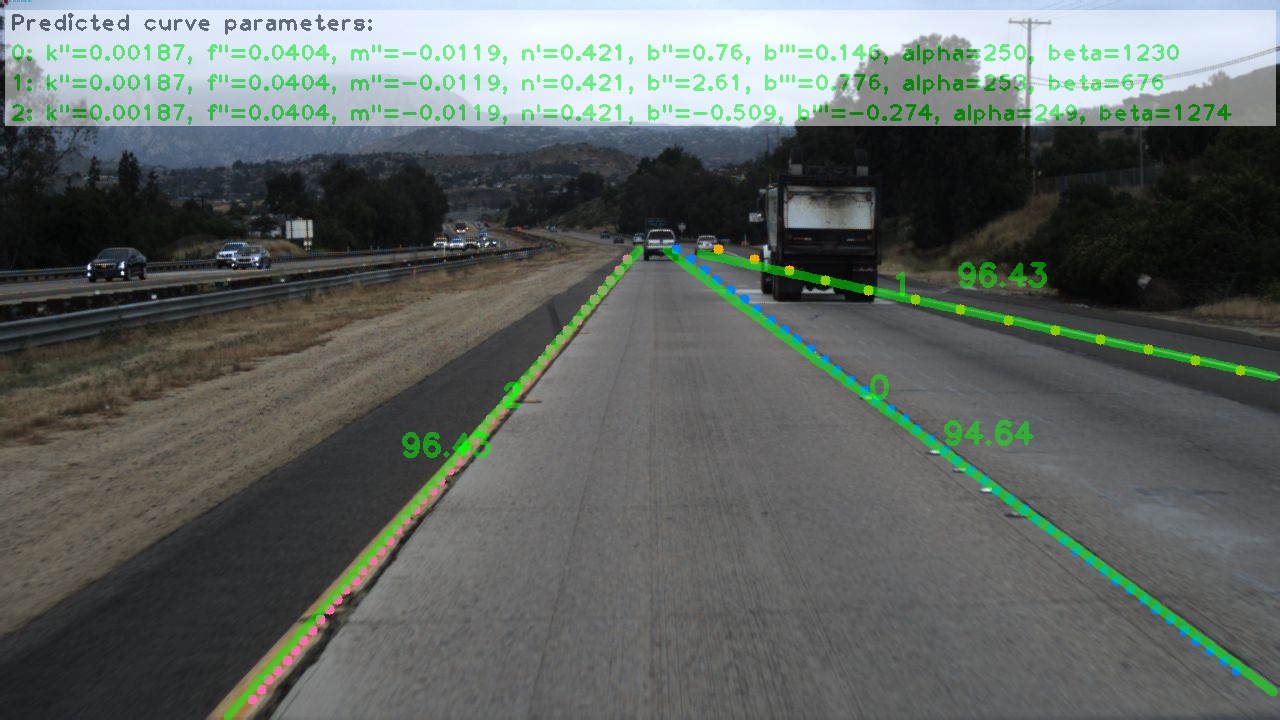 Predicted curve parameters:
0: k''=0.00187, f''=0.0404, m''=-0.0119, n'=0.421, b''=0.76, b'''=0.146, alpha=250, beta=1230
1: k''=0.00187, f''=0.0404, m''=-0.0119, n'=0.421, b''=2.61, b'''=0.776, alpha=253, beta=676
2: k''=0.00187, f''=0.0404, m''=-0.0119, n'=0.421, b''=-0.509, b'''=-0.274, alpha=249, beta=1274
1 96.43
2 0
96.43 94.64